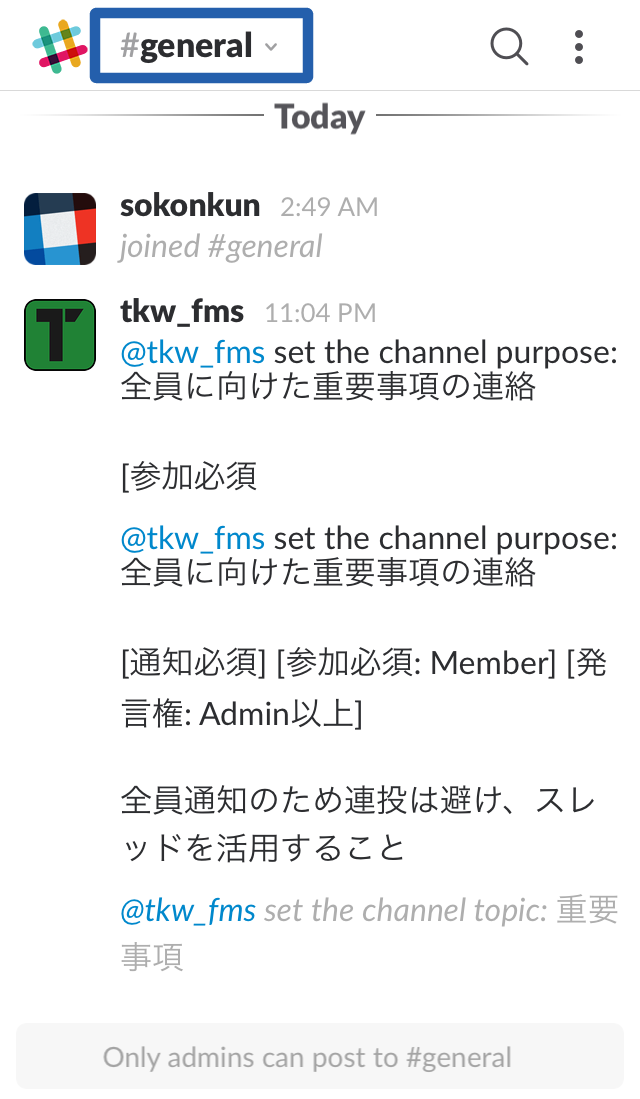 #general
Today
sokonkun 2:49 AM
joined #general
tkw_fms 11:04 PM
@tkw_fms set the channel purpose:
全員に向けた重要事項の連絡
[参加必須
@tkw_fms set the channel purpose:
全員に向けた重要事項の連絡
[通知必須] [参加必須: Member] [発
言権: Admin以上]
全員通知のため連投は避け、スレ
ッドを活用すること
@tkw_fms set the channel topic: 重要
事項
Only admins can post to #general